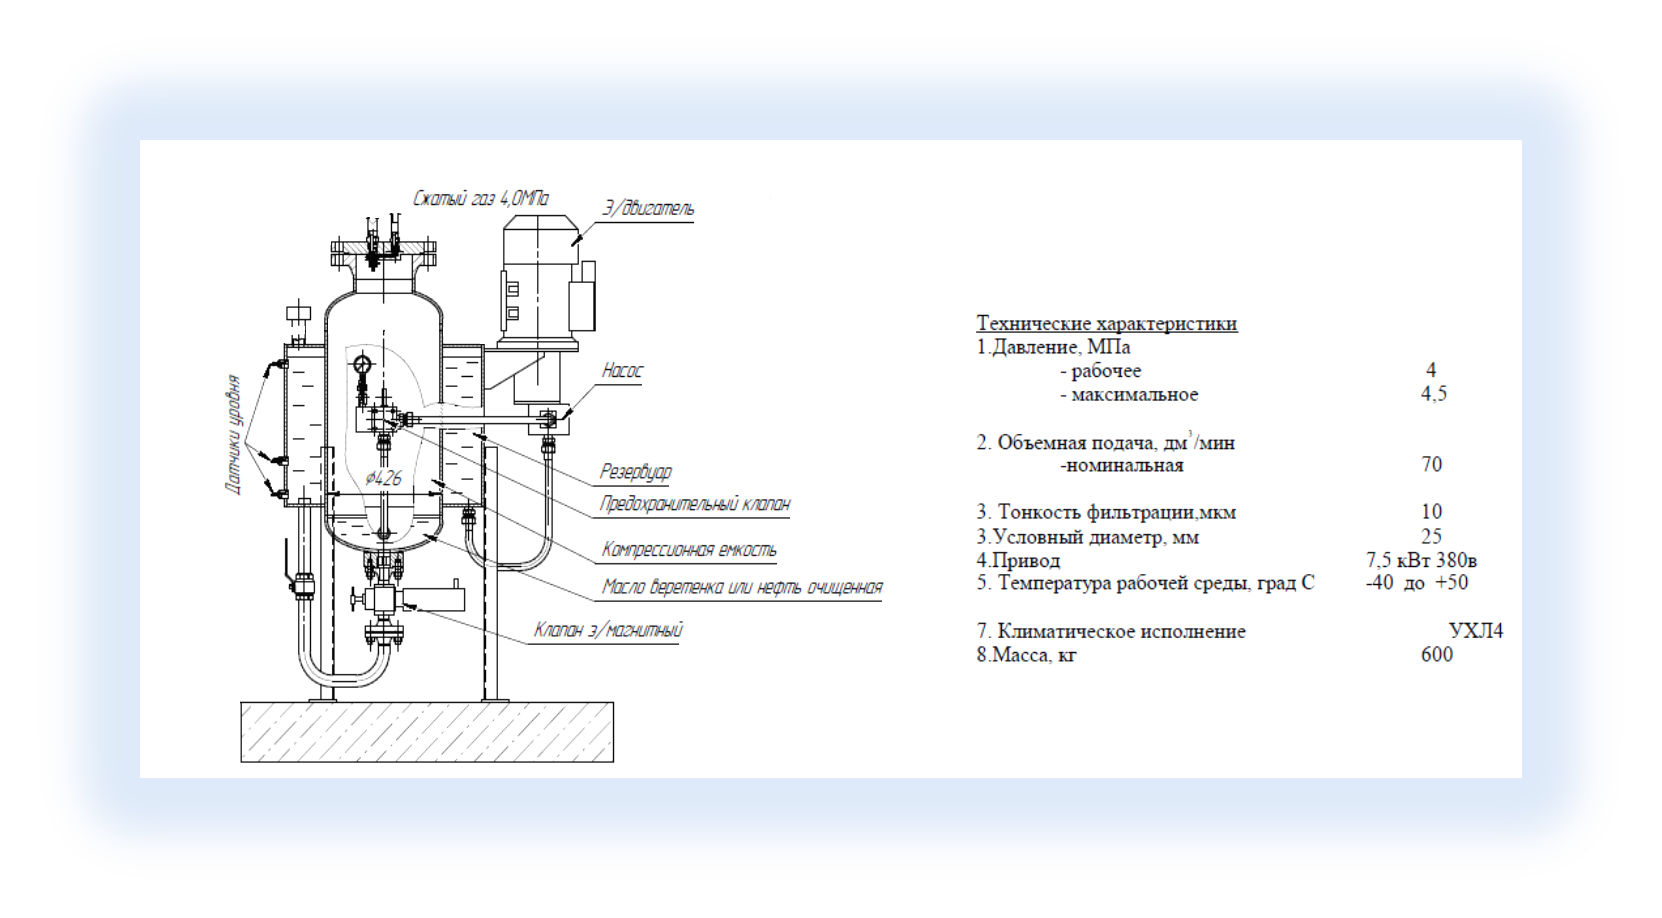 Сжатый газ 4,0МПа
Э/двигатель
Датчики уровня
Насос
⌀426
Резервуар
Предохранительный клапан
Компрессионная емкость
Масло веретенка или нефть очищенная
Клапан э/магнитный
Технические характеристики
1.Давление, МПа
- рабочее 4
- максимальное 4,5
2. Объемная подача, дм³/мин
-номинальная 70
3. Тонкость фильтрации,мкм 10
3.Условный диаметр, мм 25
4.Привод 7,5 кВт 380в
5. Температура рабочей среды, град С -40 до +50
7. Климатическое исполнение УХЛ4
8.Масса, кг 600